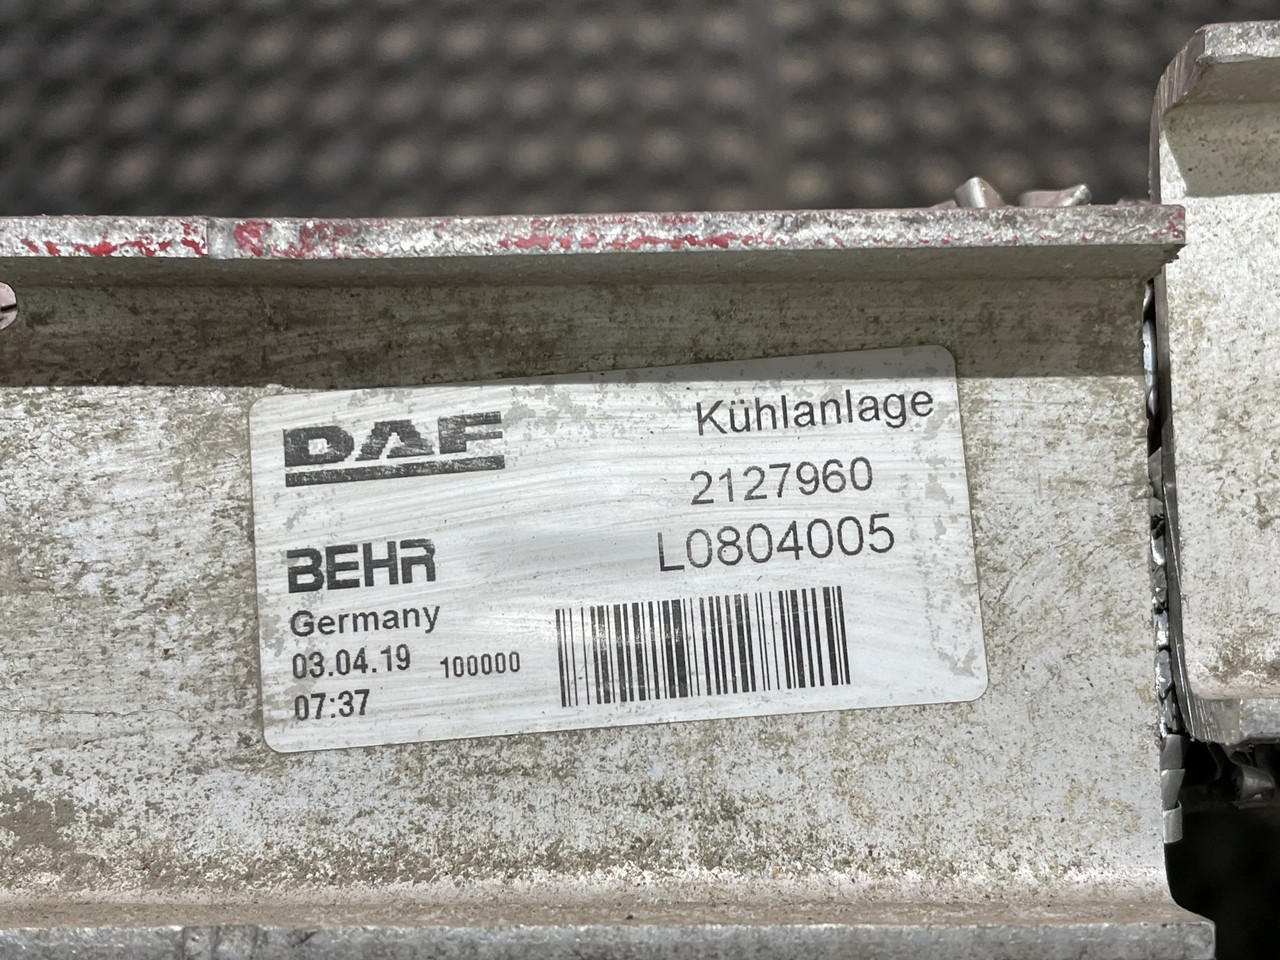 DAF
Kühlanlage
2127960
L0804005
BEHR
Germany
03.04.19 100000
07:37